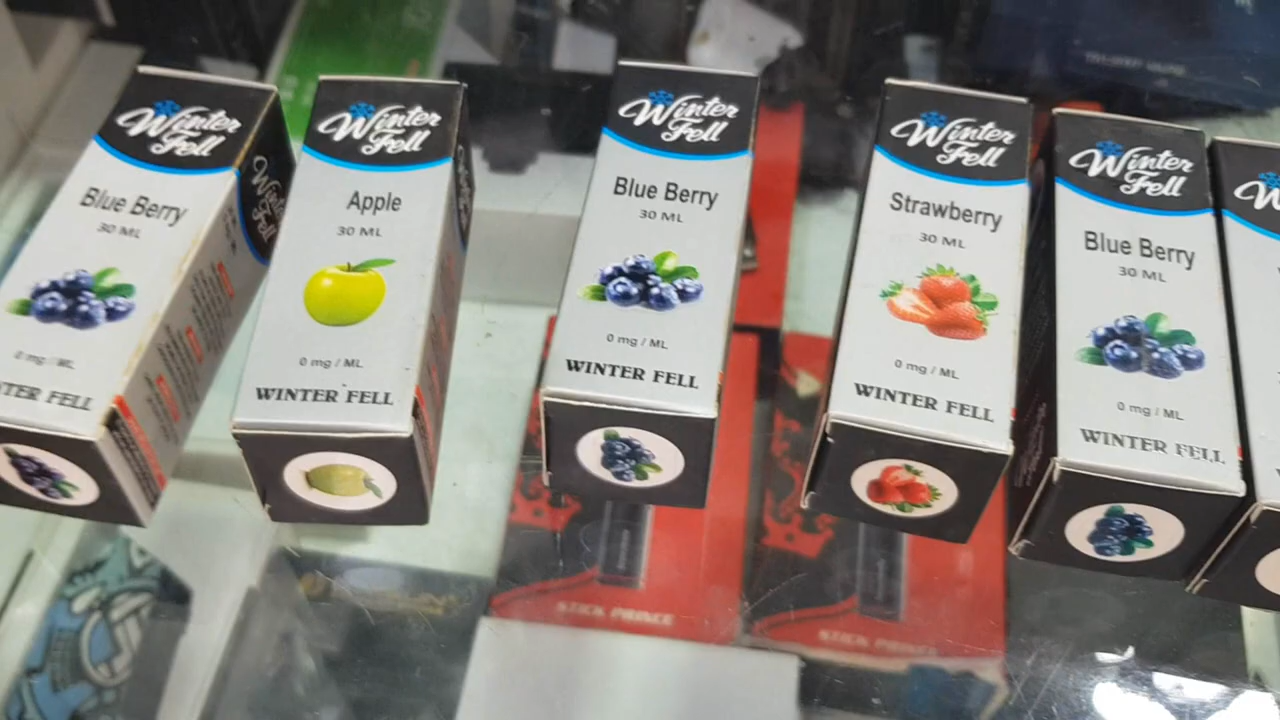 Winter
Fell
Blue Berry
30 ML
0 mg / ML
TER FELL
Winter
Fell
Apple
30 ML
0 mg / ML
WINTER FELL
Winter
Fell
Blue Berry
30 ML
0 mg / ML
WINTER FELL
Winter
Fell
Strawberry
30 ML
0 mg / ML
WINTER FELL
Winter
Fell
Blue Berry
30 ML
0 mg / ML
WINTER FELL
STICK PRINCE
STICK PRINCE